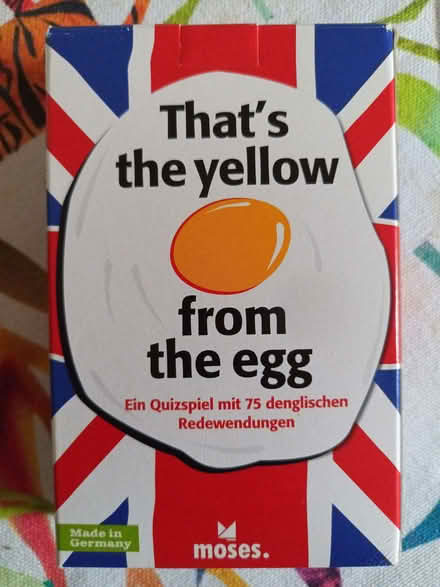 That's
the yellow
from
the egg
Ein Quizspiel mit 75 denglischen
Redewendungen
Made in
Germany
moses.